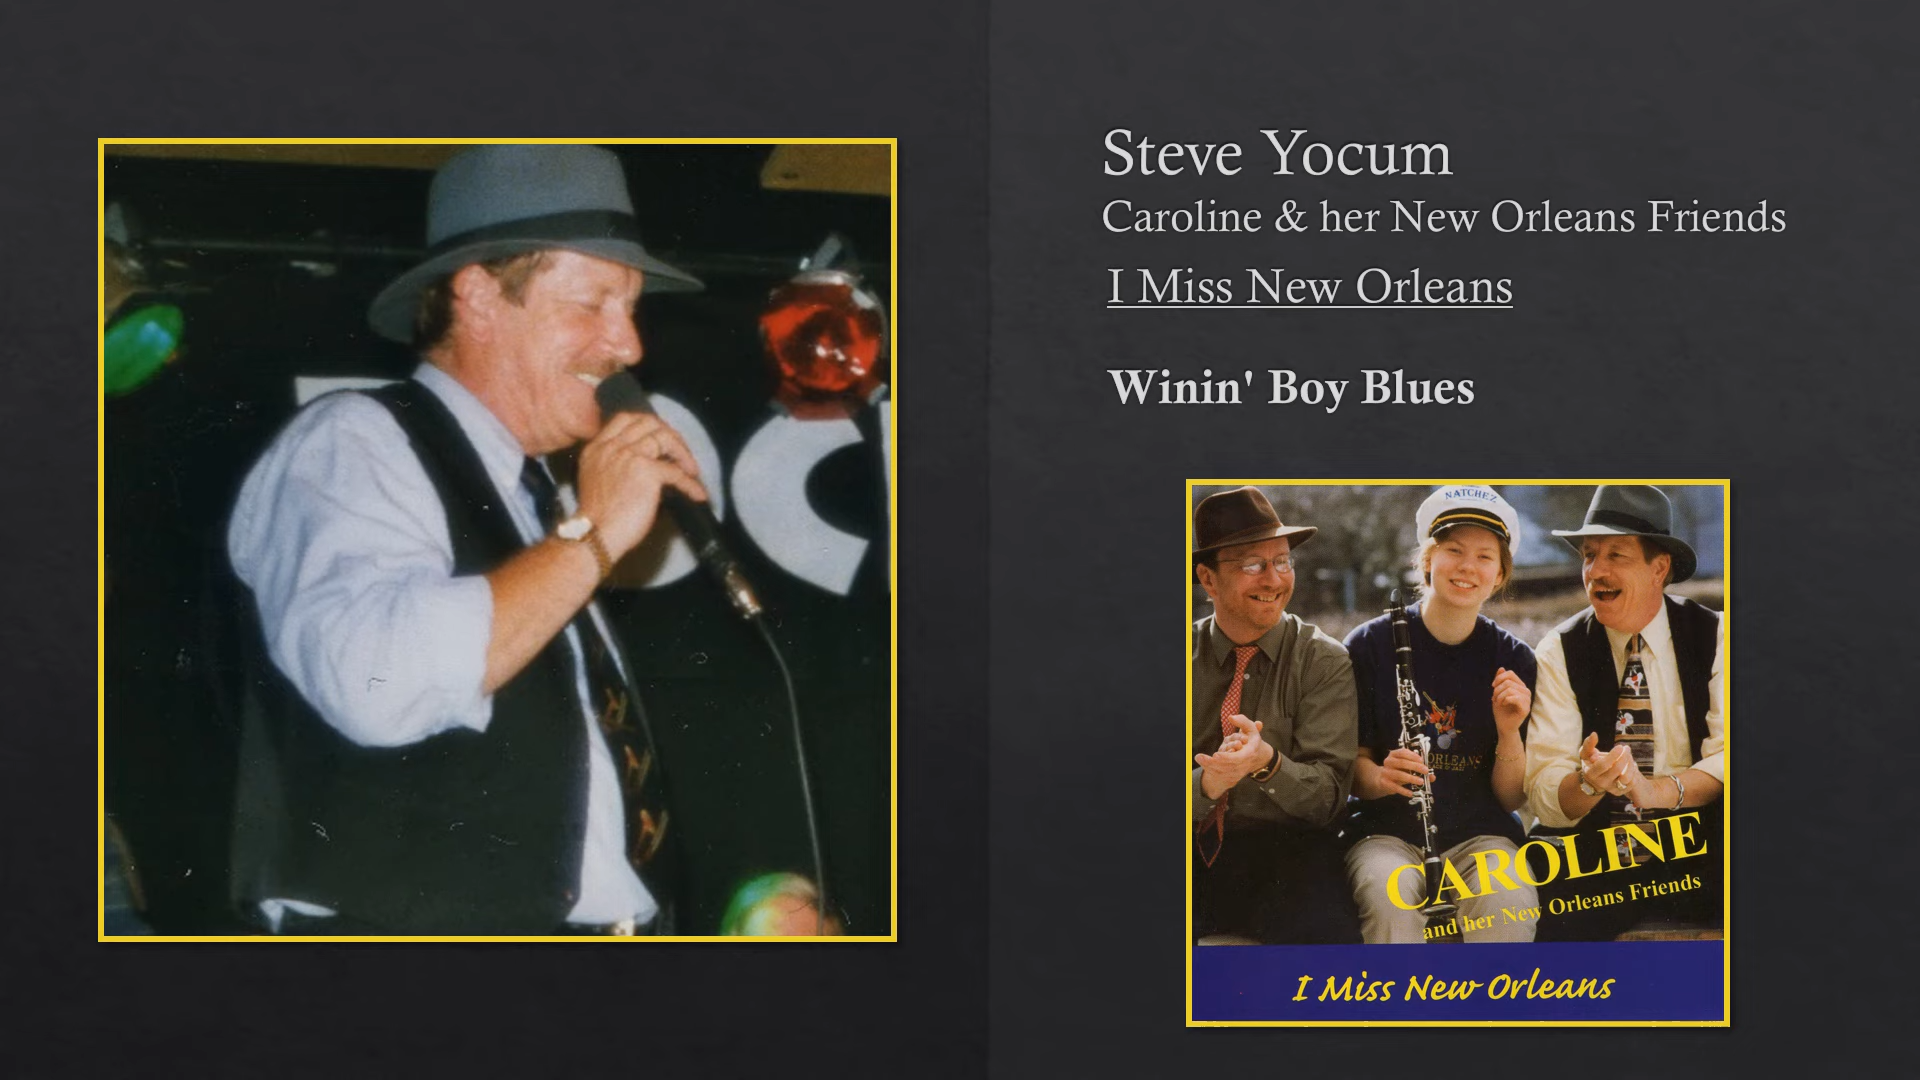 Steve Yocum
Caroline & her New Orleans Friends
I Miss New Orleans
Winin' Boy Blues
NATCHEZ
ORLEANS
CAROLINE
and her New Orleans Friends
I Miss New Orleans